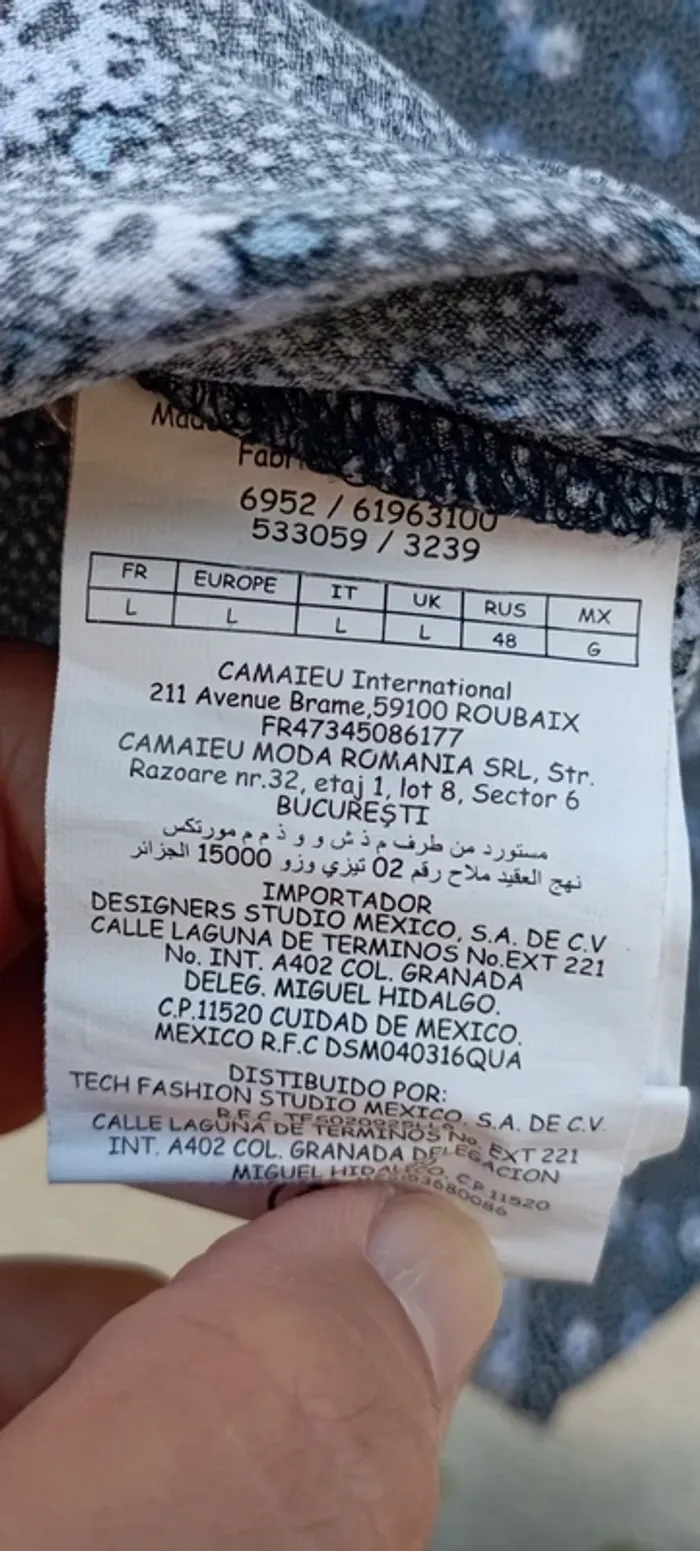 6952 / 61963100
533059 / 3239
FR EUROPE IT UK RUS MX
L L L L 48 G
CAMAIEU International
211 Avenue Brame,59100 ROUBAIX
FR47345086177
CAMAIEU MODA ROMANIA SRL, Str.
Razoare nr.32, etaj 1, lot 8, Sector 6
BUCUREȘTI
مستورد من طرف م ذ ش و و ذ م م مورتكس
نهج العقيد ملاح رقم 02 تيزي وزو 15000 الجزائر
IMPORTADOR
DESIGNERS STUDIO MEXICO, S.A. DE C.V
CALLE LAGUNA DE TERMINOS No.EXT 221
No. INT. A402 COL. GRANADA
DELEG. MIGUEL HIDALGO.
C.P.11520 CUIDAD DE MEXICO.
MEXICO R.F.C DSM040316QUA
DISTIBUIDO POR:
TECH FASHION STUDIO MEXICO, S.A. DE C.V.
R.F.C.
CALLE LAGUNA DE TERMINOS No. EXT 221
INT. A402 COL. GRANADA DELEGACION
MIGUEL HIDALGO, C.P.11520